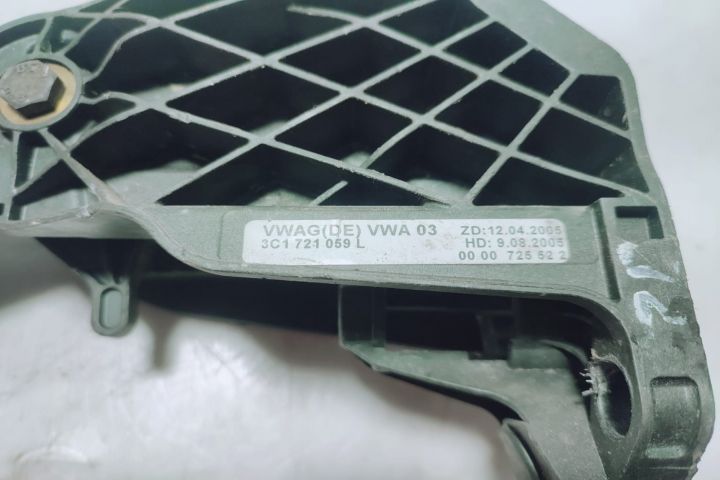 VWAG(DE) VWA 03 ZD:12.04.2005
3C1 721 059 L HD: 9.08.2005
00 00 725 52 2